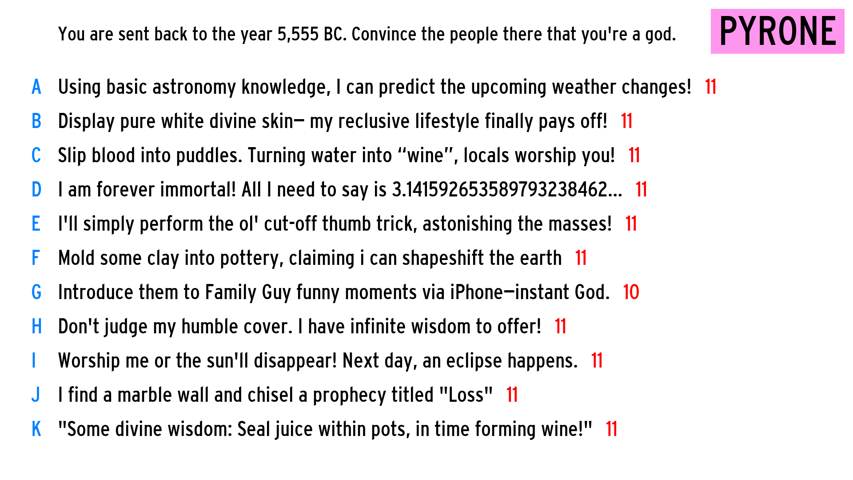 You are sent back to the year 5,555 BC. Convince the people there that you're a god.
PYRONE
A Using basic astronomy knowledge, I can predict the upcoming weather changes! 11
B Display pure white divine skin— my reclusive lifestyle finally pays off! 11
C Slip blood into puddles. Turning water into “wine”, locals worship you! 11
D I am forever immortal! All I need to say is 3.141592653589793238462... 11
E I'll simply perform the ol' cut-off thumb trick, astonishing the masses! 11
F Mold some clay into pottery, claiming i can shapeshift the earth 11
G Introduce them to Family Guy funny moments via iPhone—instant God. 10
H Don't judge my humble cover. I have infinite wisdom to offer! 11
I Worship me or the sun'll disappear! Next day, an eclipse happens. 11
J I find a marble wall and chisel a prophecy titled "Loss" 11
K "Some divine wisdom: Seal juice within pots, in time forming wine!" 11